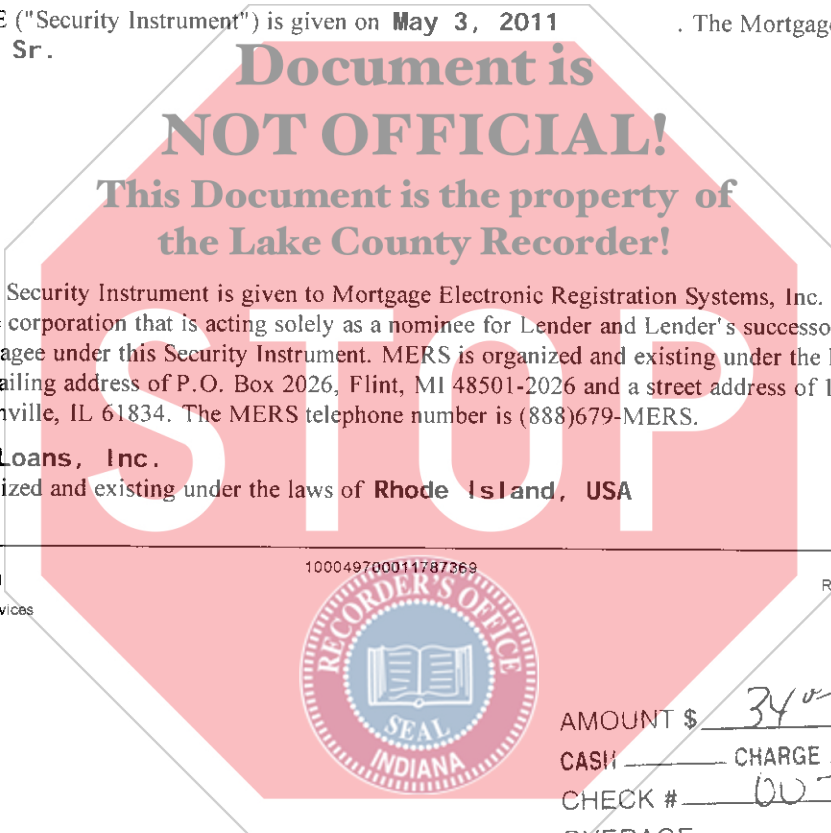 E ("Security Instrument") is given on May 3, 2011 . The Mortgage
Sr.
Document is
NOT OFFICIAL!
This Document is the property of
the Lake County Recorder!
Security Instrument is given to Mortgage Electronic Registration Systems, Inc.
corporation that is acting solely as a nominee for Lender and Lender's successo
agee under this Security Instrument. MERS is organized and existing under the l
ailing address of P.O. Box 2026, Flint, MI 48501-2026 and a street address of 1
nville, IL 61834. The MERS telephone number is (888)679-MERS.
STOP
Loans, Inc.
ized and existing under the laws of Rhode Island, USA
100049700011787369
R
vices
RECORDER'S OFFICE
SEAL
INDIANA
AMOUNT $ 34
CASH CHARGE
CHECK #
OVERAGE